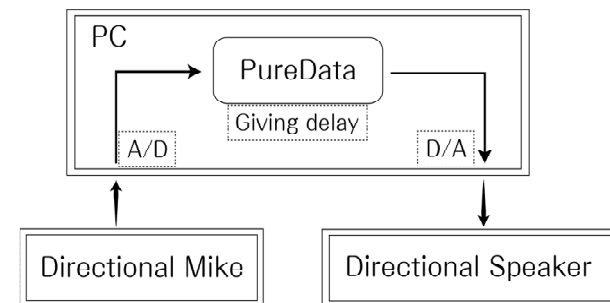 PC
PureData
Giving delay
A/D
D/A
Directional Mike
Directional Speaker